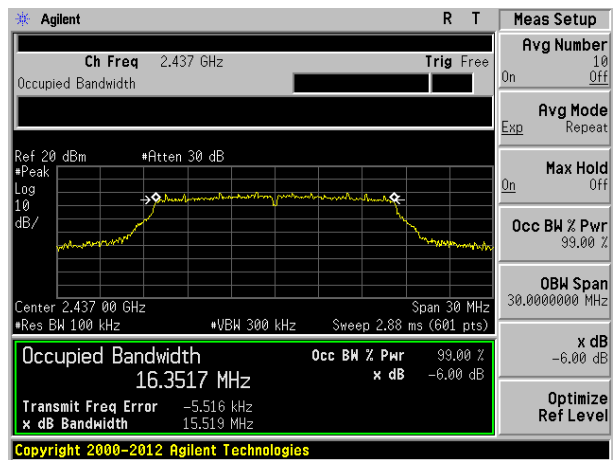 Agilent R T Meas Setup
Ch Freq 2.437 GHz Trig Free
Occupied Bandwidth
Ref 20 dBm #Atten 30 dB
#Peak
Log
10
dB/
Center 2.437 00 GHz Span 30 MHz
#Res BW 100 kHz #VBW 300 kHz Sweep 2.88 ms (601 pts)
Occupied Bandwidth Occ BW % Pwr 99.00 %
16.3517 MHz x dB -6.00 dB
Transmit Freq Error -5.516 kHz
x dB Bandwidth 15.519 MHz
Copyright 2000-2012 Agilent Technologies
Avg Number
10
On Off
Avg Mode
Exp Repeat
Max Hold
On Off
Occ BW % Pwr
99.00 %
OBW Span
30.0000000 MHz
x dB
-6.00 dB
Optimize
Ref Level